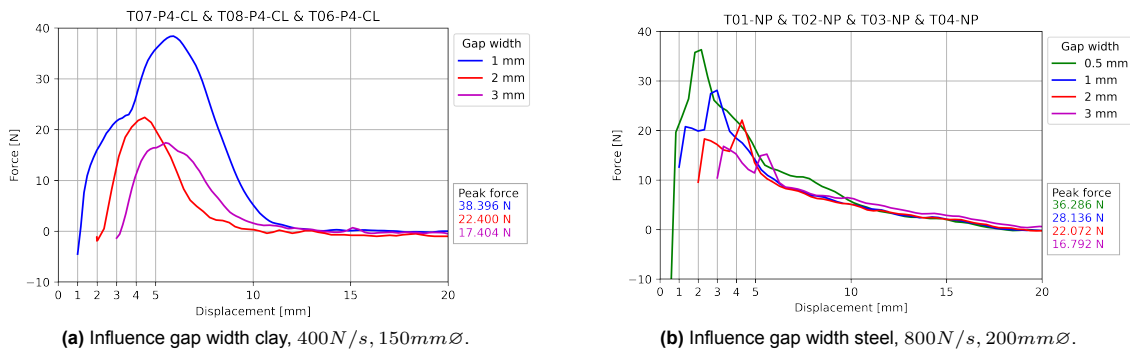 T07-P4-CL & T08-P4-CL & T06-P4-CL
40
30
20
10
0
−10
Force [N]
0 1 2 3 4 5 10 15 20
Displacement [mm]
Gap width
1 mm
2 mm
3 mm
Peak force
38.396 N
22.400 N
17.404 N
(a) Influence gap width clay, 400N/s, 150mm∅.
T01-NP & T02-NP & T03-NP & T04-NP
40
30
20
10
0
−10
Force [N]
0 1 2 3 4 5 10 15 20
Displacement [mm]
Gap width
0.5 mm
1 mm
2 mm
3 mm
Peak force
36.286 N
28.136 N
22.072 N
16.792 N
(b) Influence gap width steel, 800N/s, 200mm∅.